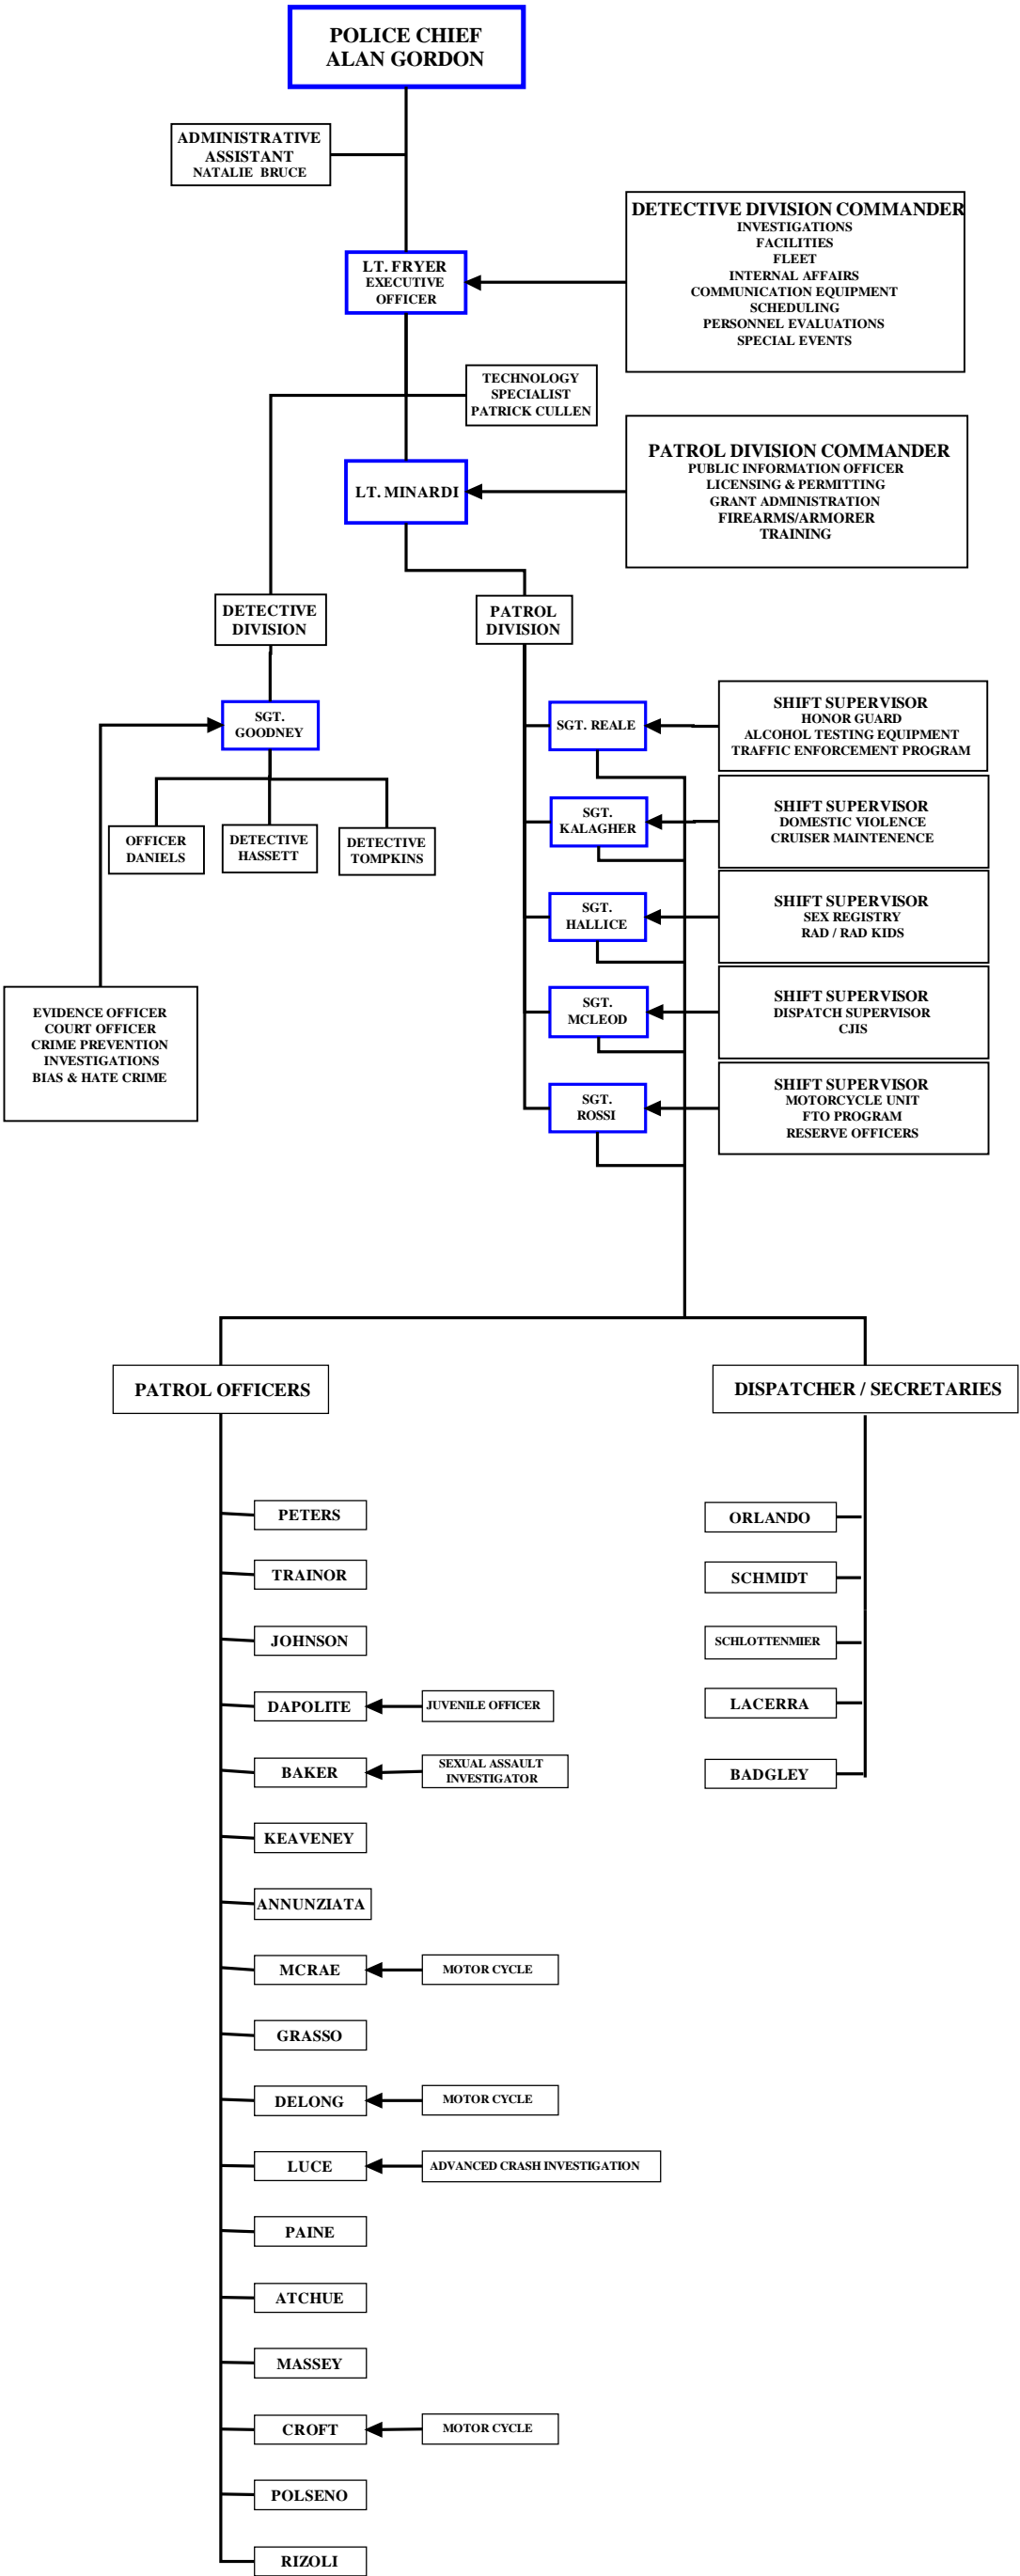 POLICE CHIEF
ALAN GORDON
ADMINISTRATIVE
ASSISTANT
NATALIE BRUCE
DETECTIVE DIVISION COMMANDER
INVESTIGATIONS
FACILITIES
FLEET
INTERNAL AFFAIRS
COMMUNICATION EQUIPMENT
SCHEDULING
PERSONNEL EVALUATIONS
SPECIAL EVENTS
LT. FRYER
EXECUTIVE
OFFICER
TECHNOLOGY
SPECIALIST
PATRICK CULLEN
PATROL DIVISION COMMANDER
PUBLIC INFORMATION OFFICER
LICENSING & PERMITTING
GRANT ADMINISTRATION
FIREARMS/ARMORER
TRAINING
LT. MINARDI
DETECTIVE
DIVISION
PATROL
DIVISION
SGT.
GOODNEY
SGT. REALE
SHIFT SUPERVISOR
HONOR GUARD
ALCOHOL TESTING EQUIPMENT
TRAFFIC ENFORCEMENT PROGRAM
OFFICER
DANIELS
DETECTIVE
HASSETT
DETECTIVE
TOMPKINS
SGT.
KALAGHER
SHIFT SUPERVISOR
DOMESTIC VIOLENCE
CRUISER MAINTENENCE
SGT.
HALLICE
SHIFT SUPERVISOR
SEX REGISTRY
RAD / RAD KIDS
EVIDENCE OFFICER
COURT OFFICER
CRIME PREVENTION
INVESTIGATIONS
BIAS & HATE CRIME
SGT.
MCLEOD
SHIFT SUPERVISOR
DISPATCH SUPERVISOR
CJIS
SGT.
ROSSI
SHIFT SUPERVISOR
MOTORCYCLE UNIT
FTO PROGRAM
RESERVE OFFICERS
PATROL OFFICERS
DISPATCHER / SECRETARIES
PETERS
TRAINOR
JOHNSON
DAPOLITE
JUVENILE OFFICER
BAKER
SEXUAL ASSAULT
INVESTIGATOR
KEAVENEY
ANNUNZIATA
MCRAE
MOTOR CYCLE
GRASSO
DELONG
MOTOR CYCLE
LUCE
ADVANCED CRASH INVESTIGATION
PAINE
ATCHUE
MASSEY
CROFT
MOTOR CYCLE
POLSENO
RIZOLI
ORLANDO
SCHMIDT
SCHLOTTENMIER
LACERRA
BADGLEY